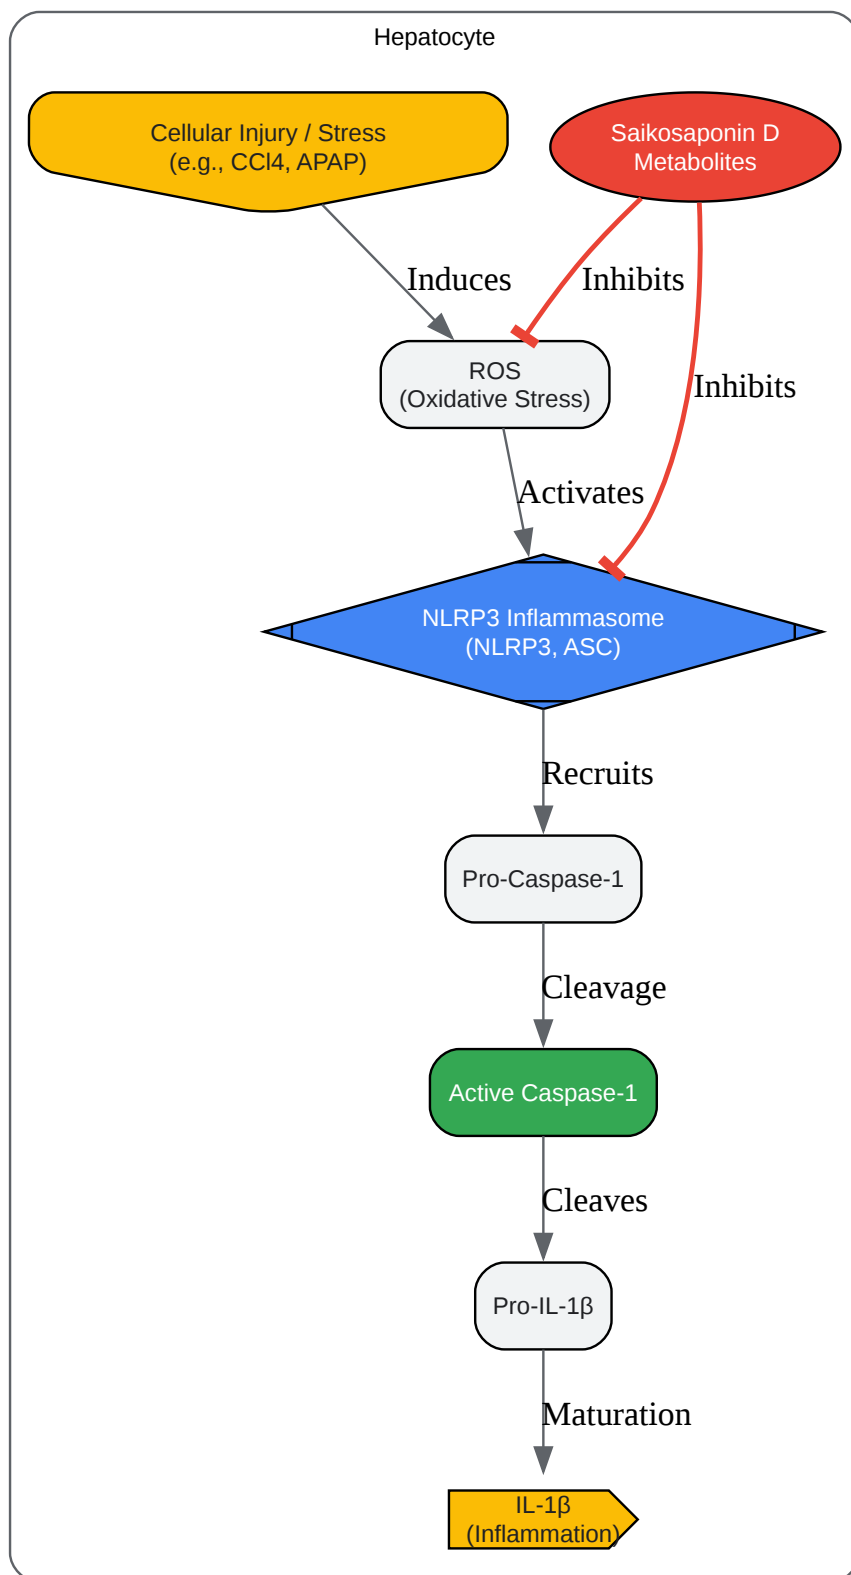 Hepatocyte
Cellular Injury / Stress
(e.g., CCl4, APAP)
Saikosaponin D
Metabolites
Induces
Inhibits
ROS
(Oxidative Stress)
Inhibits
Activates
NLRP3 Inflammasome
(NLRP3, ASC)
Recruits
Pro-Caspase-1
Cleavage
Active Caspase-1
Cleaves
Pro-IL-1β
Maturation
IL-1β
(Inflammation)